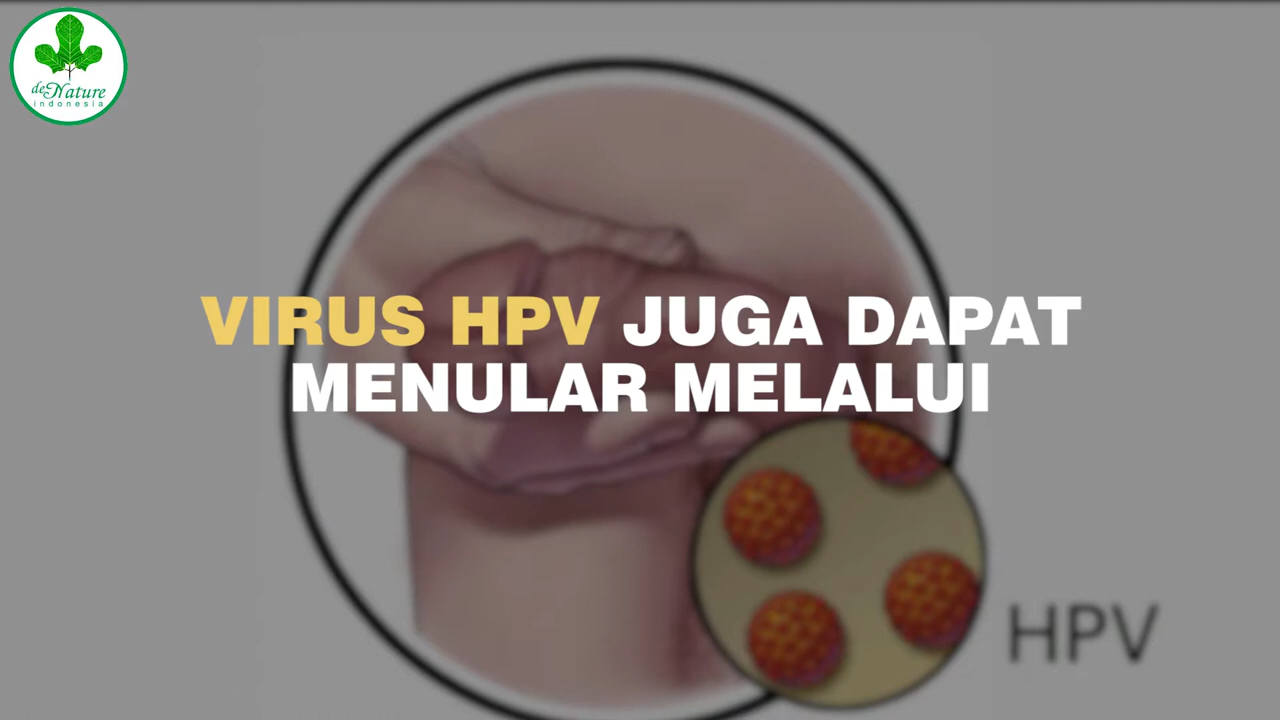 deNature
indonesia
VIRUS HPV JUGA DAPAT
MENULAR MELALUI
HPV